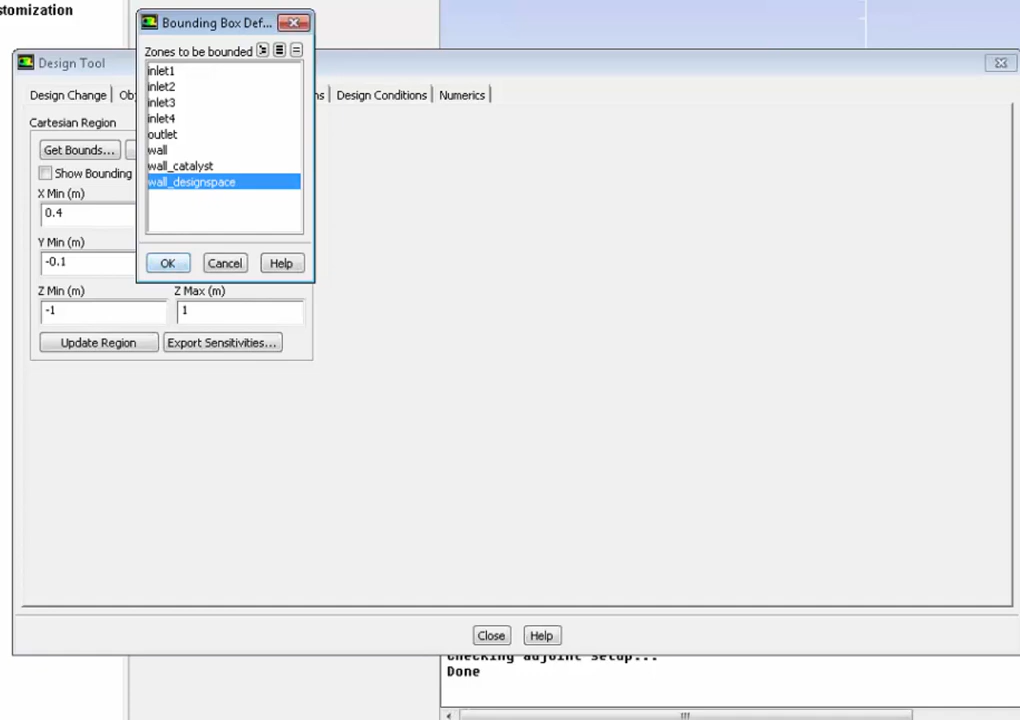 stomization
Bounding Box Def...
Zones to be bounded
inlet1
inlet2
inlet3
inlet4
outlet
wall
wall_catalyst
wall_designspace
OK Cancel Help
Design Tool
Design Change Ob ns Design Conditions Numerics
Cartesian Region
Get Bounds...
Show Bounding
X Min (m)
0.4
Y Min (m)
-0.1
Z Min (m) Z Max (m)
-1 1
Update Region Export Sensitivities...
Close Help
Checking adjoint setup...
Done